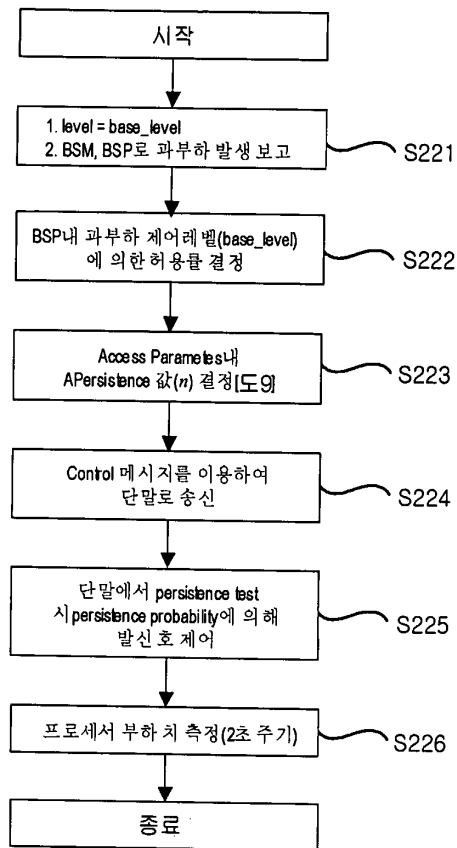 시작
1. level = base_level
2. BSM, BSP로 과부하 발생 보고
S221
BSP내 과부하 제어레벨(base_level)
에 의한 허용률 결정
S222
Access Parametes내
APersistence 값(n) 결정[도9]
S223
Control 메시지를 이용하여
단말로 송신
S224
단말에서 persistence test
시 persistence probability에 의해
발신호 제어
S225
프로세서 부하 치 측정(2초 주기)
S226
종료